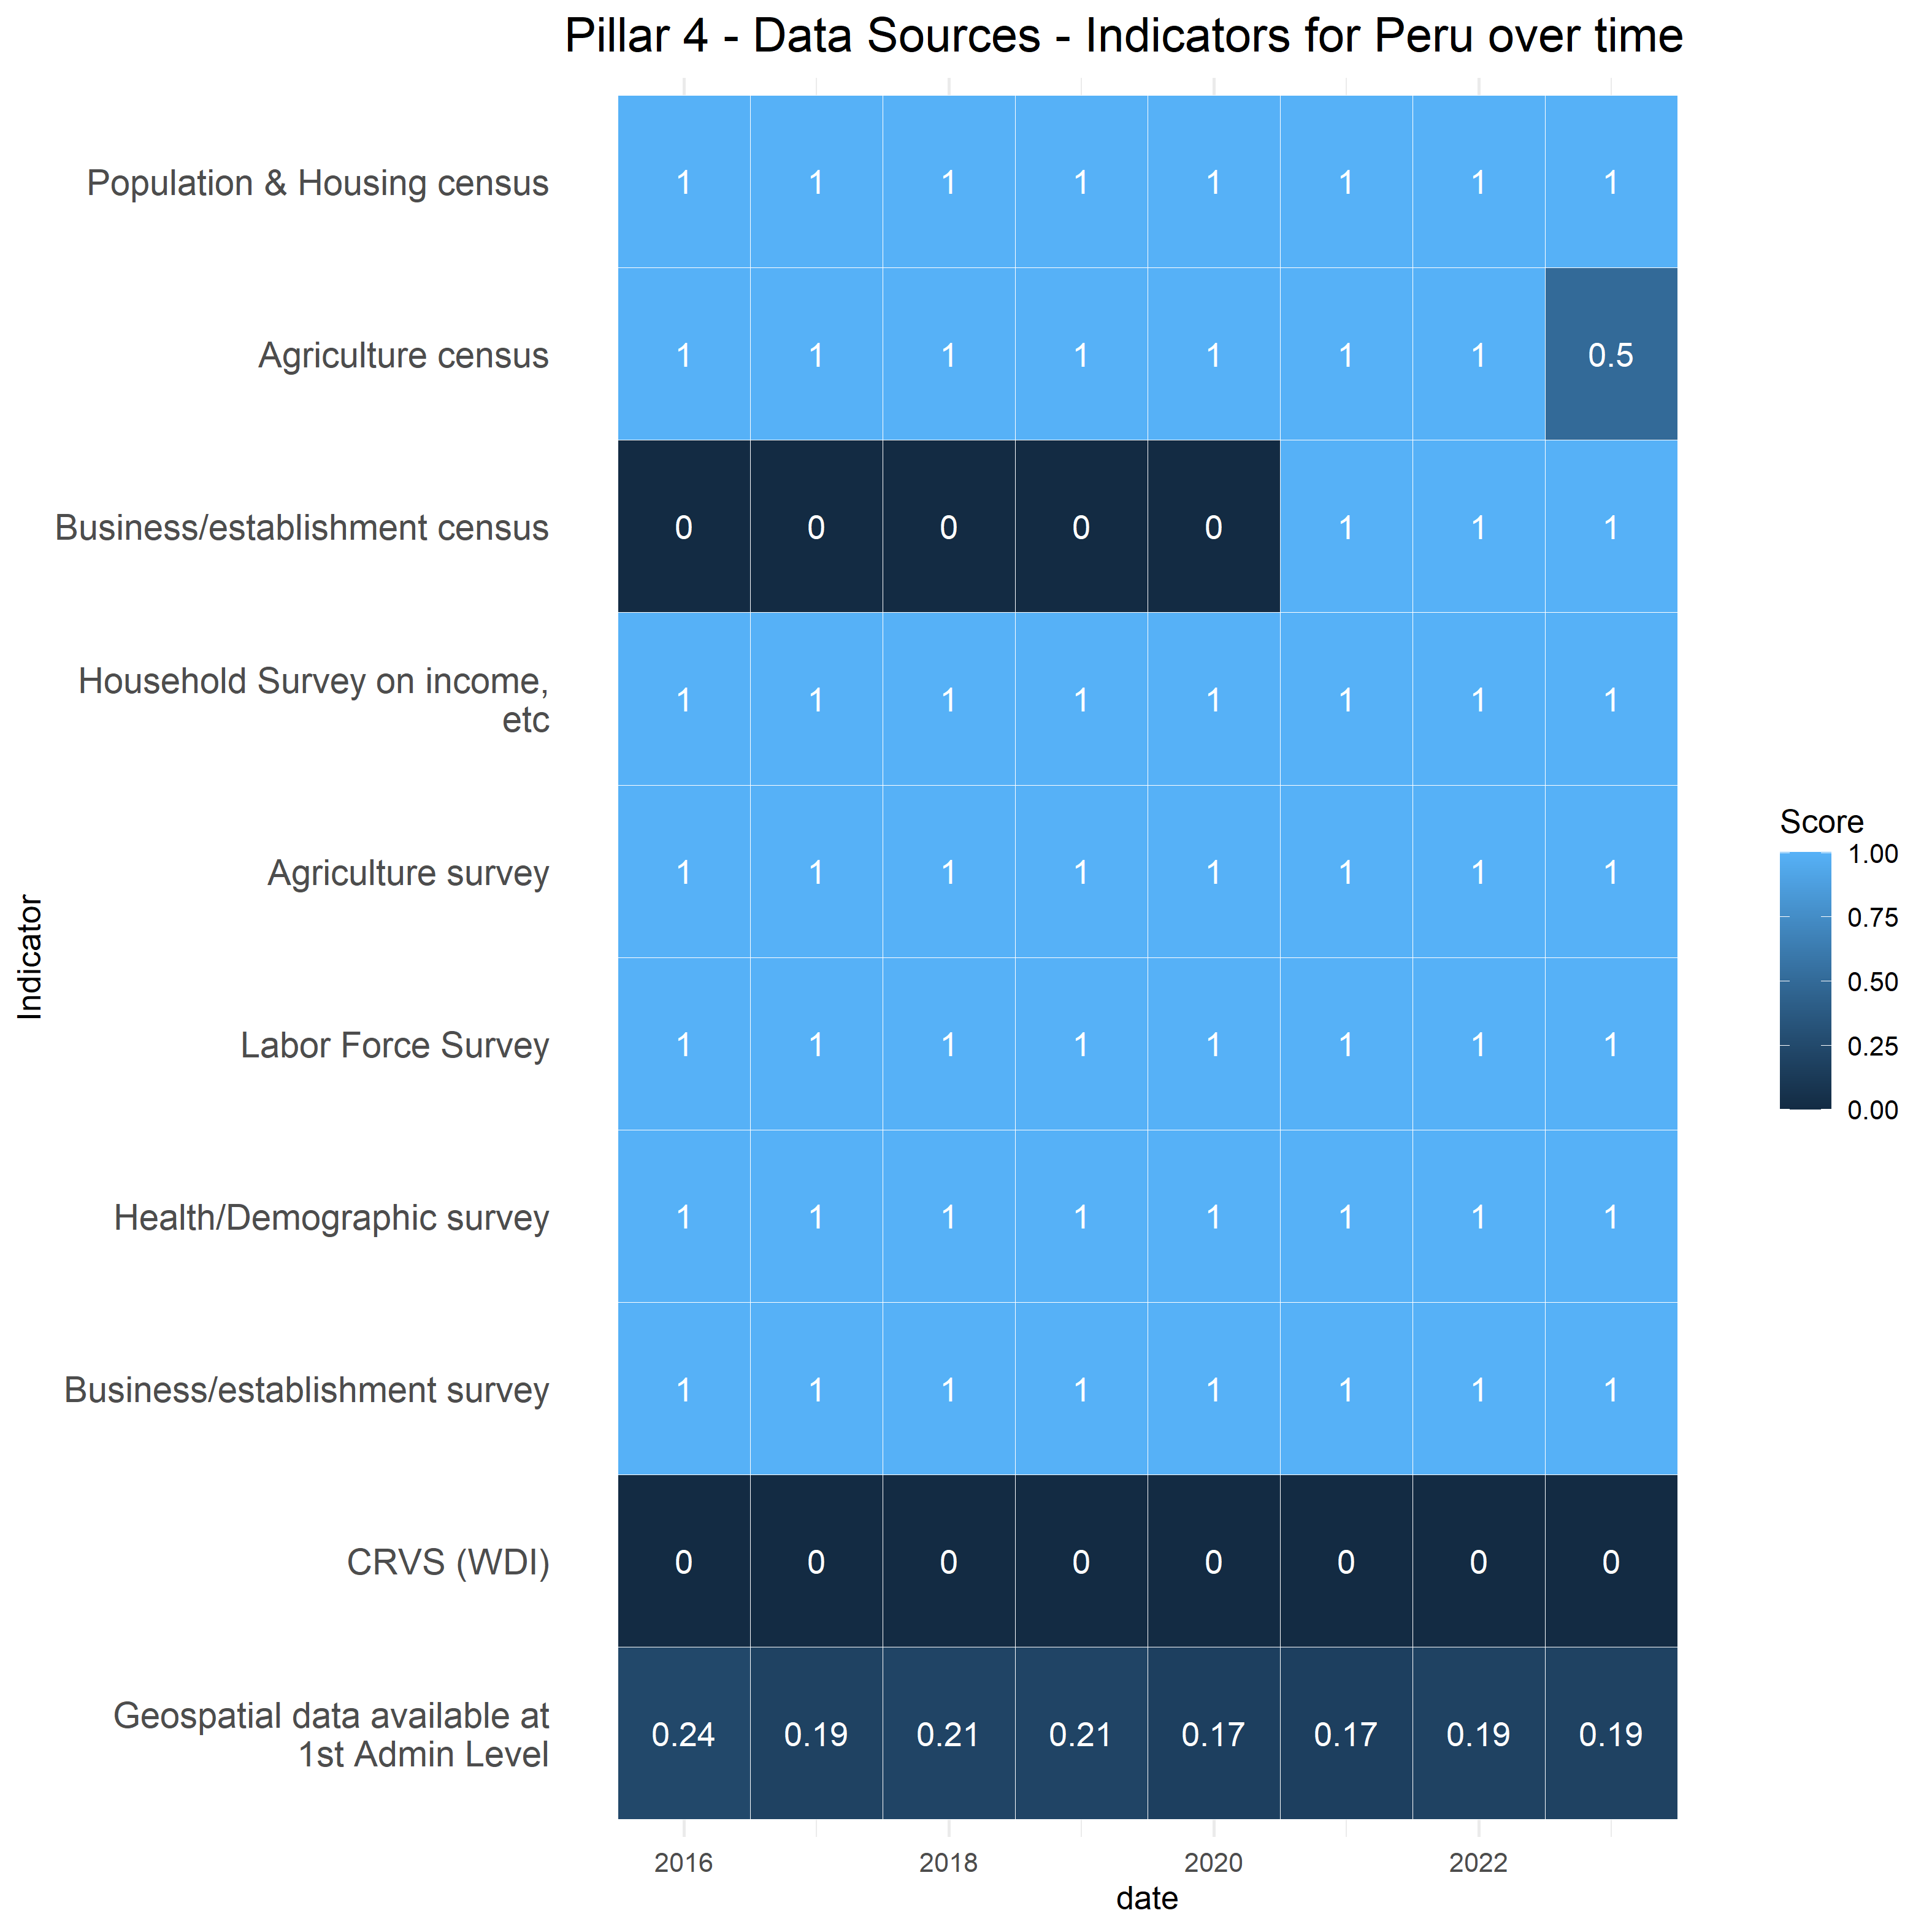 Pillar 4 - Data Sources - Indicators for Peru over time
Population & Housing census
1 1 1 1 1 1 1 1
Agriculture census
1 1 1 1 1 1 1 0.5
Business/establishment census
0 0 0 0 0 1 1 1
Household Survey on income,
etc
1 1 1 1 1 1 1 1
Agriculture survey
1 1 1 1 1 1 1 1
Labor Force Survey
1 1 1 1 1 1 1 1
Health/Demographic survey
1 1 1 1 1 1 1 1
Business/establishment survey
1 1 1 1 1 1 1 1
CRVS (WDI)
0 0 0 0 0 0 0 0
Geospatial data available at
1st Admin Level
0.24 0.19 0.21 0.21 0.17 0.17 0.19 0.19
2016 2018 2020 2022
date
Indicator
Score
1.00
0.75
0.50
0.25
0.00